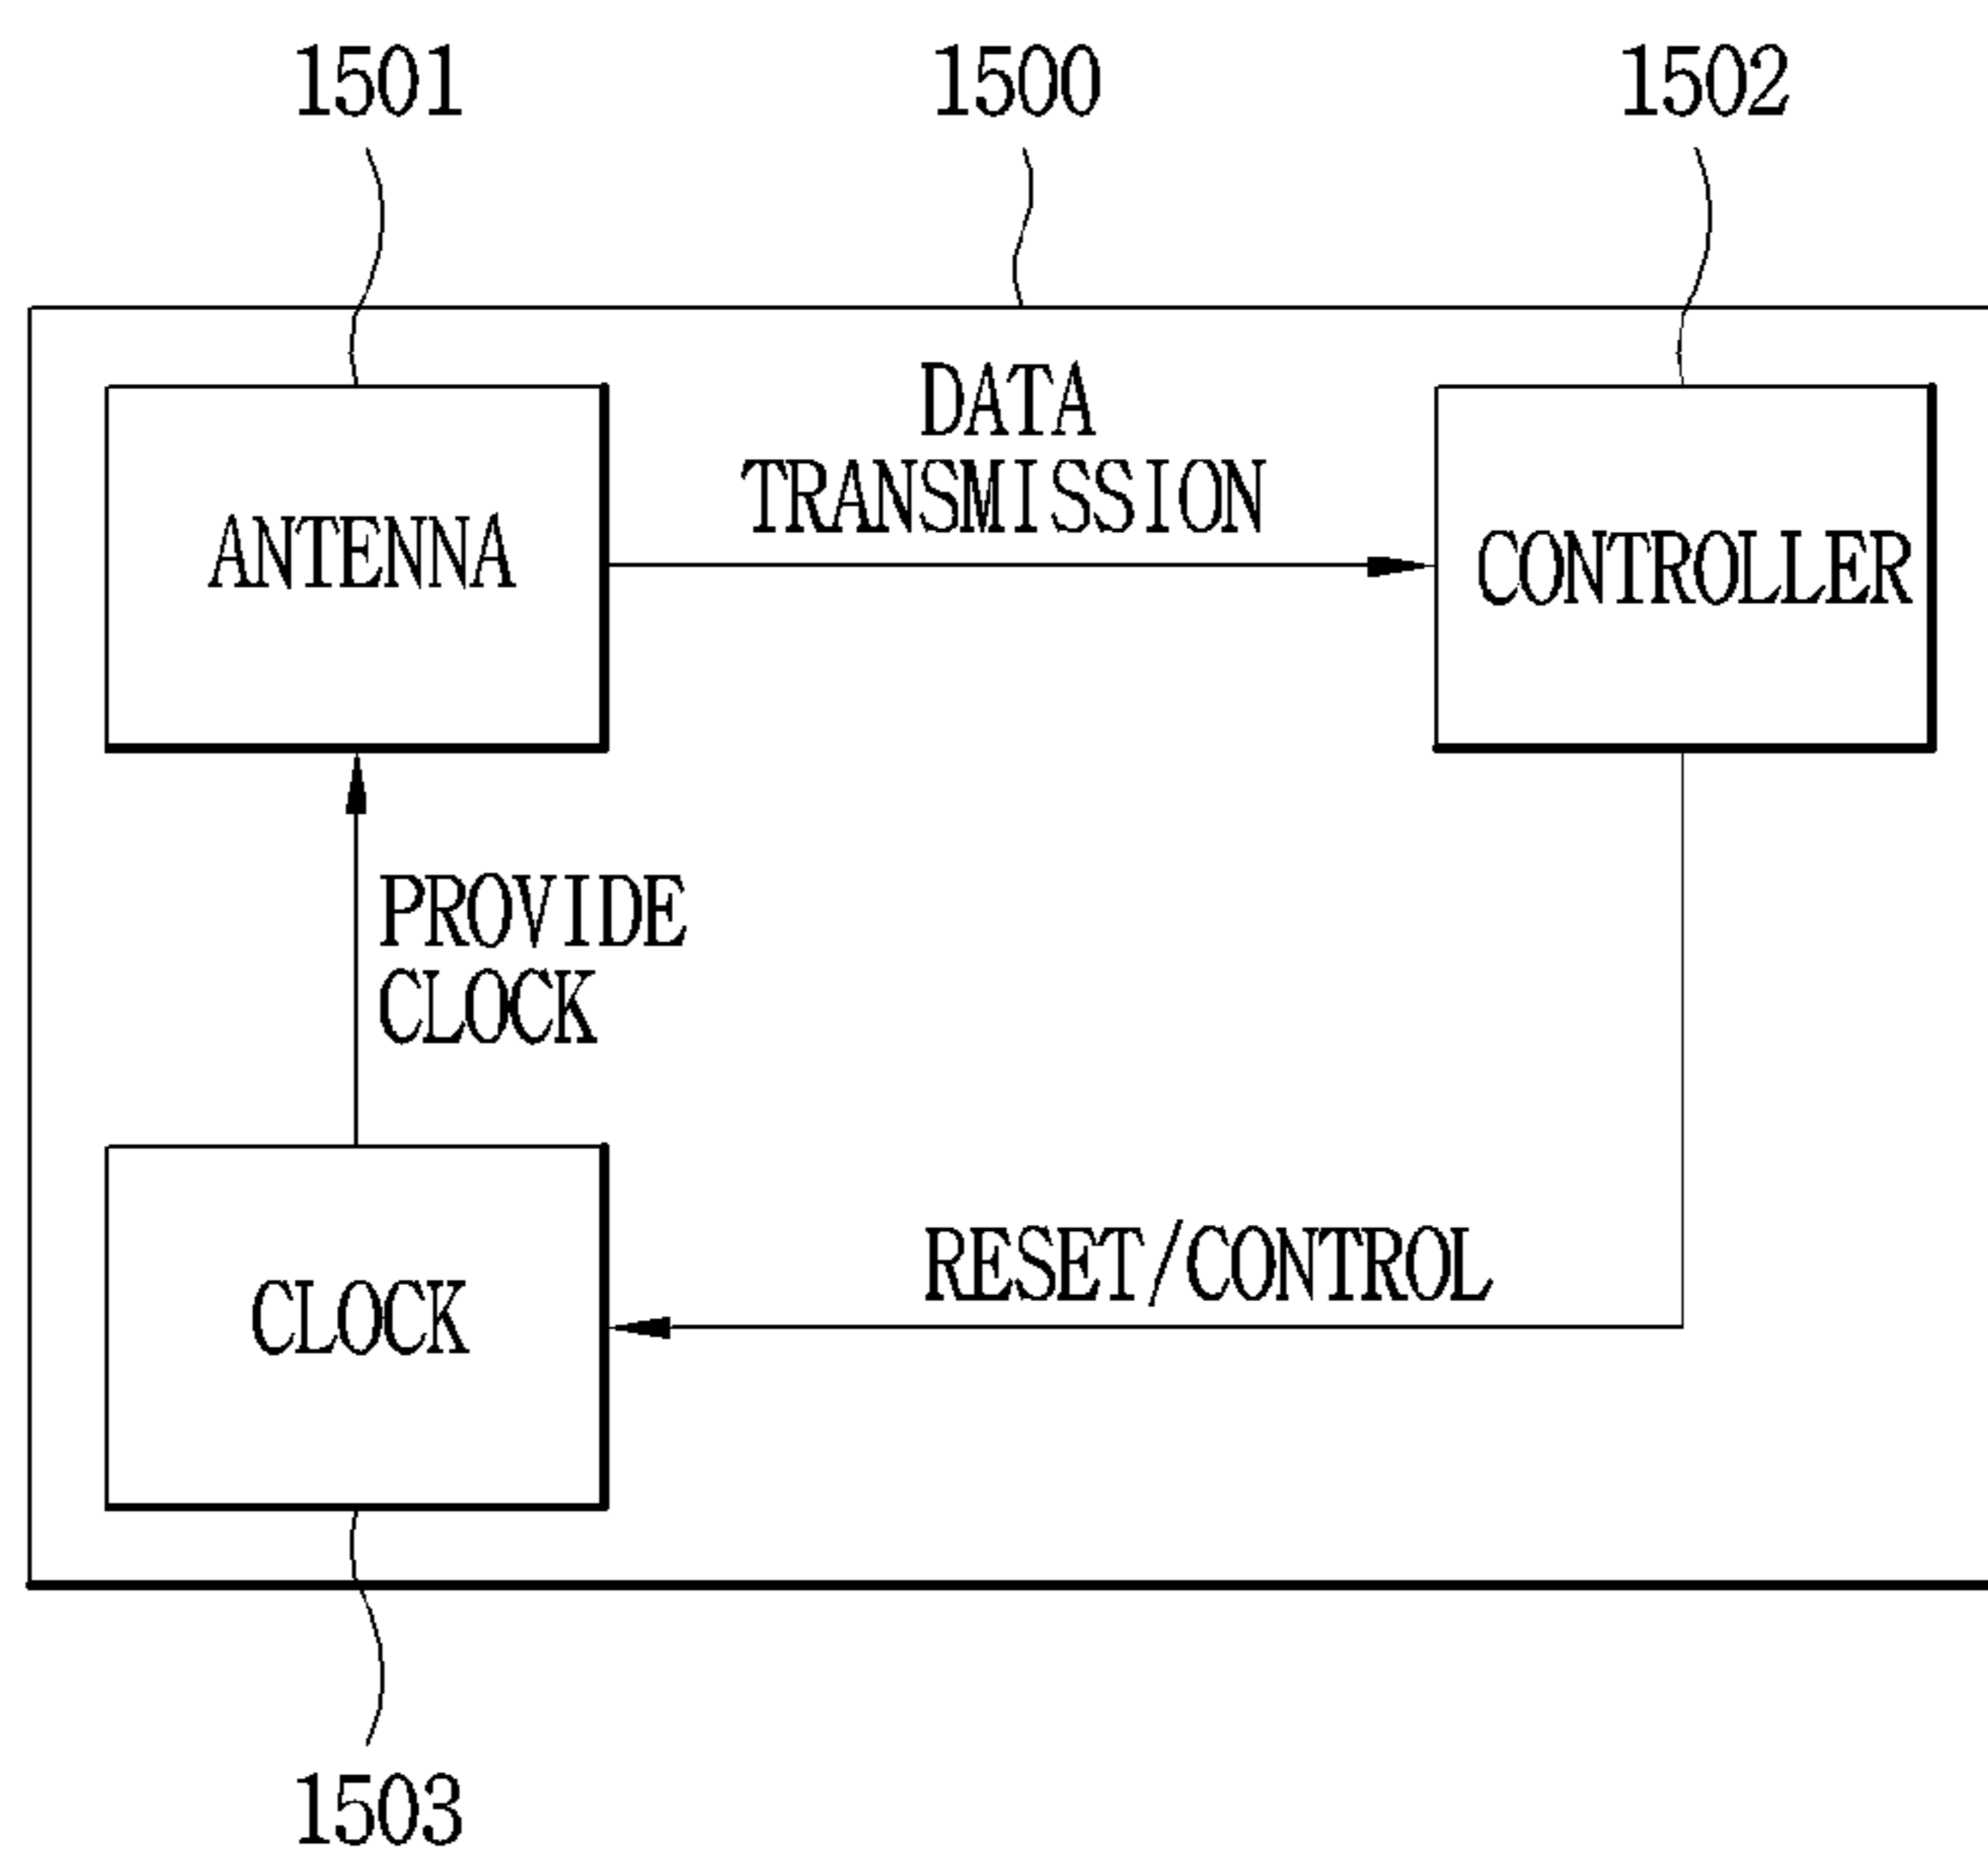 1501
1500
1502
DATA
TRANSMISSION
ANTENNA
CONTROLLER
PROVIDE
CLOCK
CLOCK
RESET/CONTROL
1503